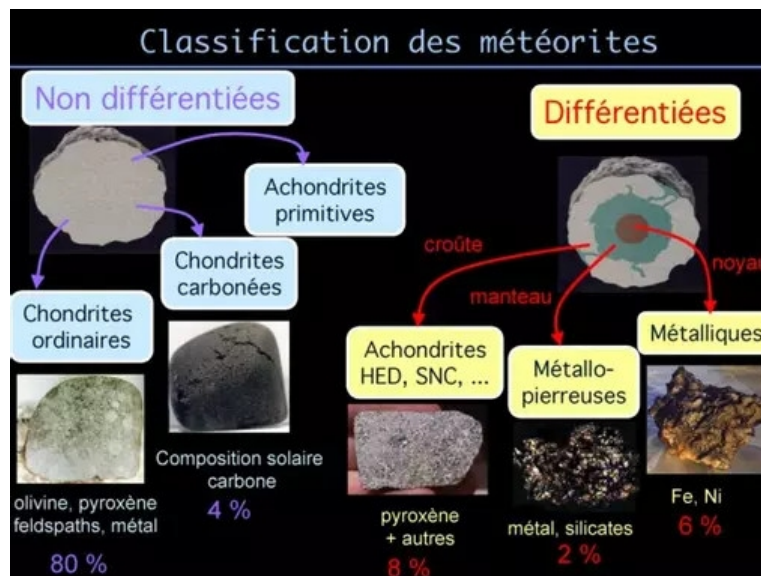 Classification des météorites
Non différentiées
Différentiées
Achondrites
primitives
croûte
noyau
Chondrites
carbonées
manteau
Chondrites
ordinaires
Métalliques
Achondrites
HED, SNC, ...
Métallo-
pierreuses
Composition solaire
carbone
4 %
olivine, pyroxène
feldspaths, métal
80 %
pyroxène
+ autres
8 %
métal, silicates
2 %
Fe, Ni
6 %